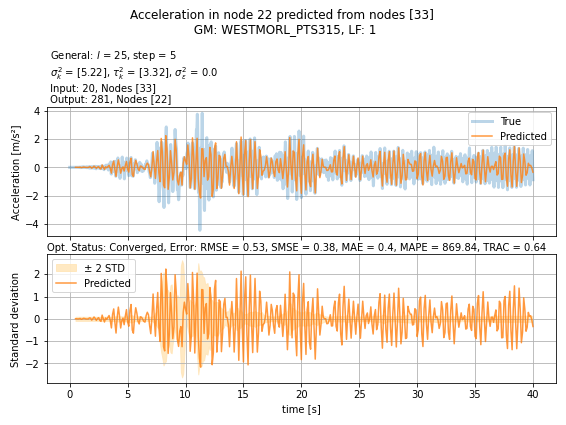 Acceleration in node 22 predicted from nodes [33]
GM: WESTMORL_PTS315, LF: 1
General: l = 25, step = 5
σ²ₖ = [5.22], τ²ₖ = [3.32], σ²ε = 0.0
Input: 20, Nodes [33]
Output: 281, Nodes [22]
Acceleration [m/s²]
4
2
0
−2
−4
True
Predicted
Opt. Status: Converged, Error: RMSE = 0.53, SMSE = 0.38, MAE = 0.4, MAPE = 869.84, TRAC = 0.64
Standard deviation
2
1
0
−1
−2
± 2 STD
Predicted
0 5 10 15 20 25 30 35 40
time [s]